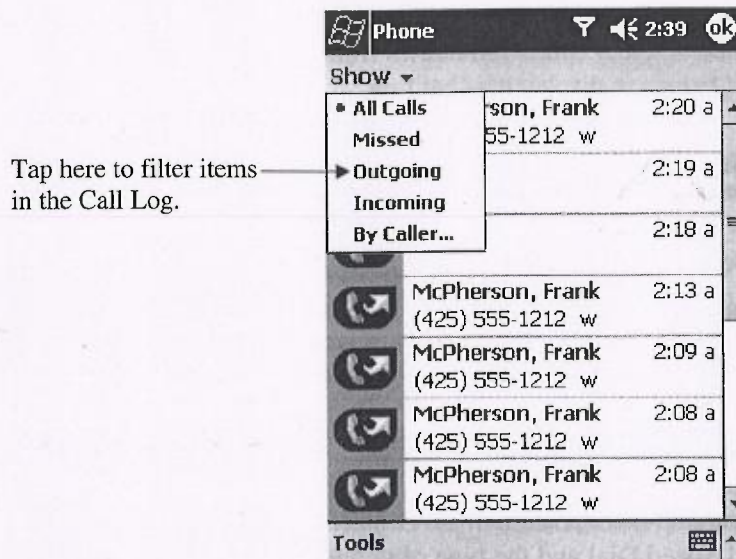 Phone 2:39 ok
Show
All Calls
Missed
Outgoing
Incoming
By Caller...
son, Frank 2:20 a
55-1212 w
2:19 a
2:18 a
McPherson, Frank 2:13 a
(425) 555-1212 w
McPherson, Frank 2:09 a
(425) 555-1212 w
McPherson, Frank 2:08 a
(425) 555-1212 w
McPherson, Frank 2:08 a
(425) 555-1212 w
Tools
Tap here to filter items
in the Call Log.